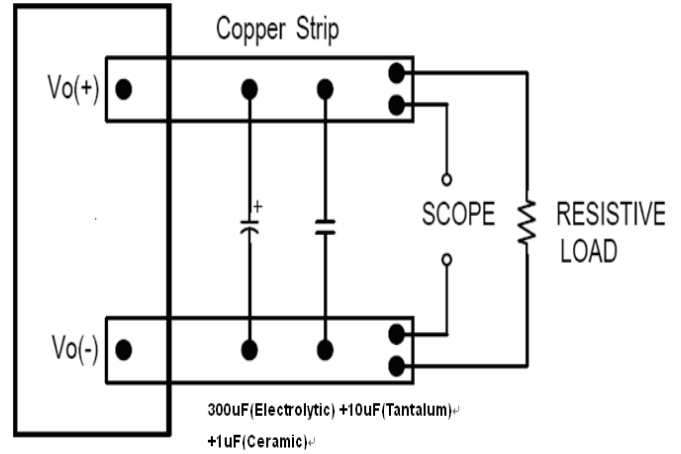 Copper Strip
Vo(+)
+
SCOPE
RESISTIVE
LOAD
Vo(-)
300uF(Electrolytic) +10uF(Tantalum)↵
+1uF(Ceramic)↵